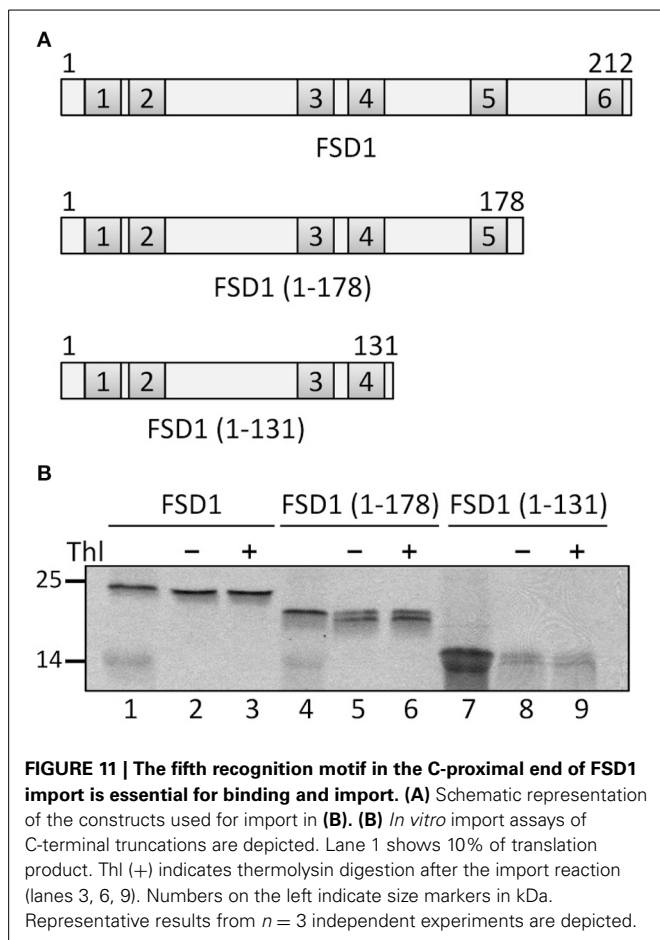 A
1 212
1 2 3 4 5 6
FSD1
1 178
1 2 3 4 5
FSD1 (1-178)
1 131
1 2 3 4
FSD1 (1-131)
B
FSD1 FSD1 (1-178) FSD1 (1-131)
Thl − + − + − +
25
14
1 2 3 4 5 6 7 8 9
FIGURE 11 | The fifth recognition motif in the C-proximal end of FSD1
import is essential for binding and import. (A) Schematic representation
of the constructs used for import in (B). (B) In vitro import assays of
C-terminal truncations are depicted. Lane 1 shows 10% of translation
product. Thl (+) indicates thermolysin digestion after the import reaction
(lanes 3, 6, 9). Numbers on the left indicate size markers in kDa.
Representative results from n = 3 independent experiments are depicted.